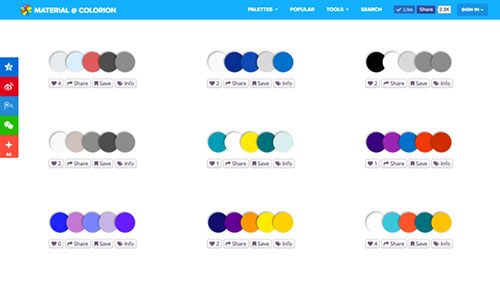 MATERIAL @ COLORION PALETTES POPULAR TOOLS SEARCH Like Share 2.3K SIGN IN
4 Share Save Info 2 Share Save Info 2 Share Save Info
2 Share Save Info 1 Share Save Info 1 Share Save Info
0 Share Save Info 2 Share Save Info 4 Share Save Info